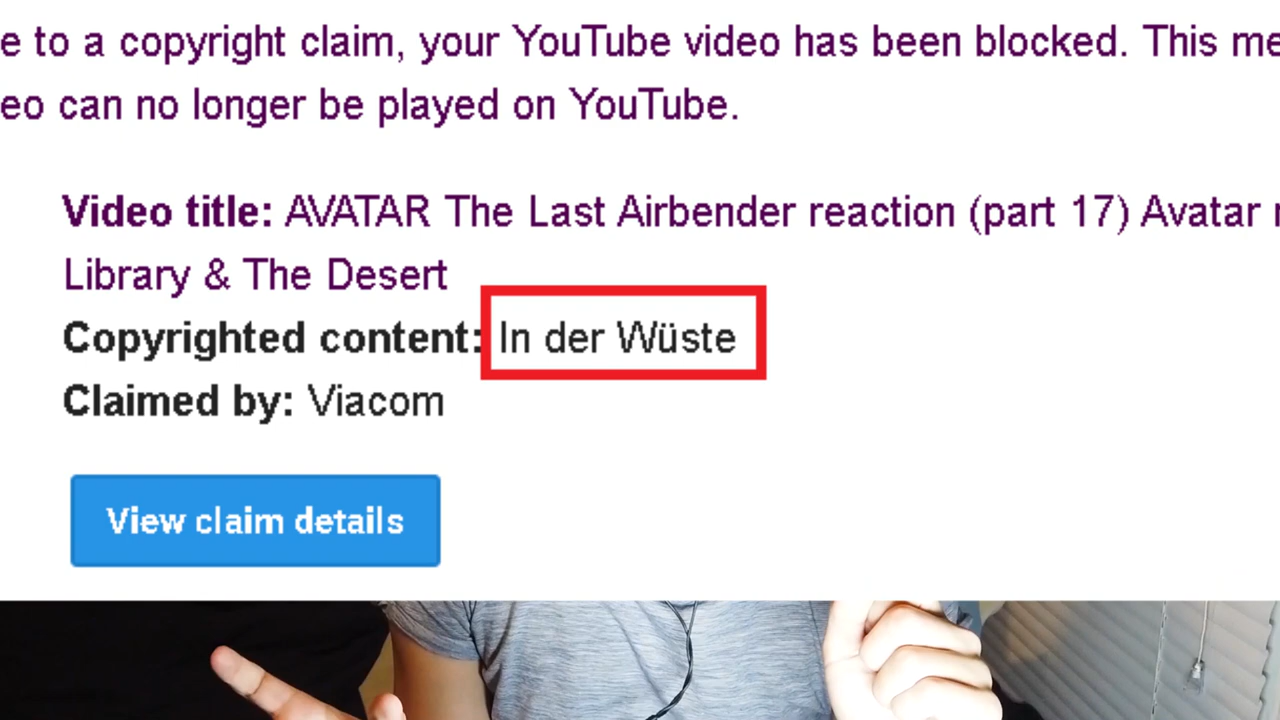 e to a copyright claim, your YouTube video has been blocked. This me
eo can no longer be played on YouTube.
Video title: AVATAR The Last Airbender reaction (part 17) Avatar r
Library & The Desert
Copyrighted content: In der Wüste
Claimed by: Viacom
View claim details